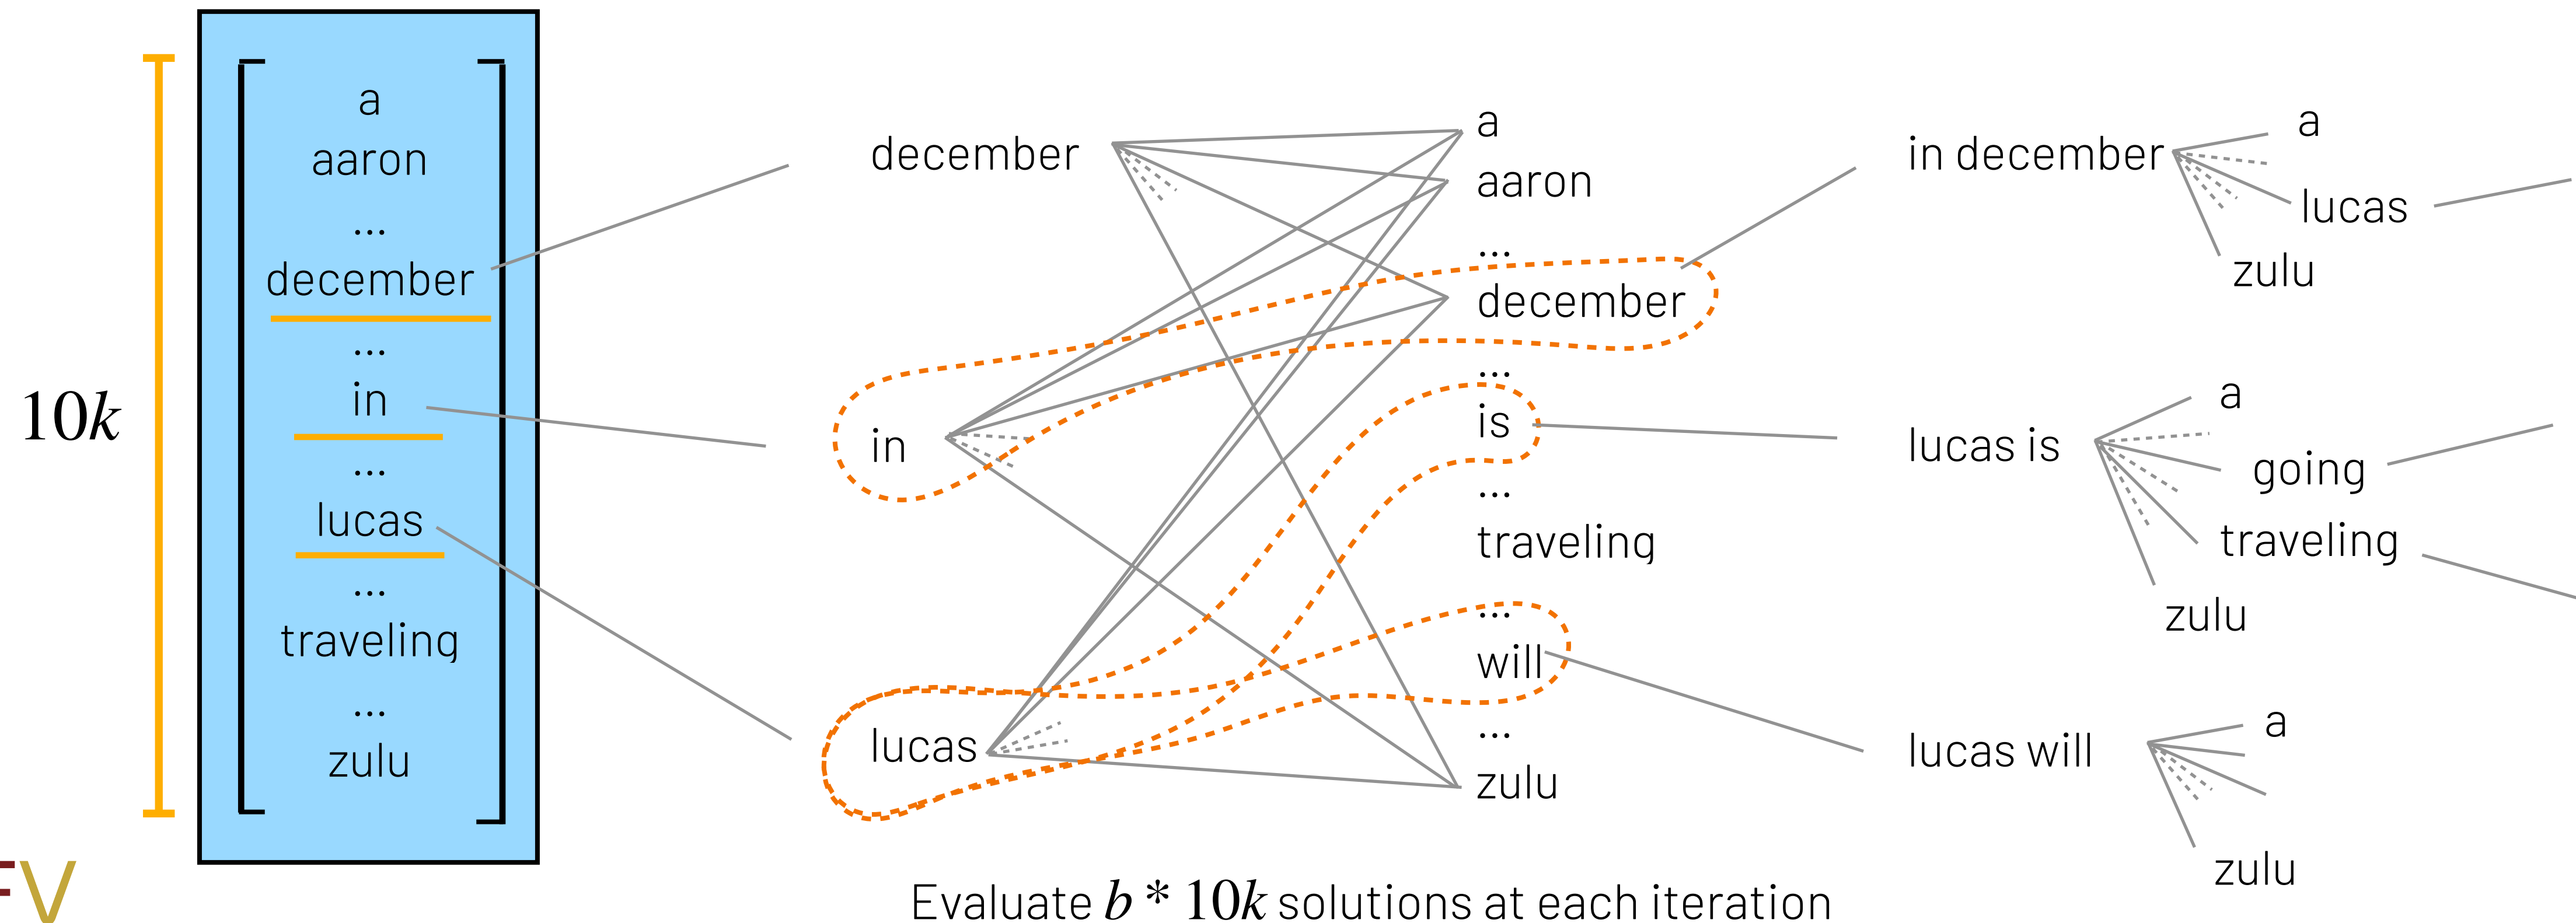 10k
a
aaron
...
december
...
in
...
lucas
...
traveling
...
zulu
december
in
lucas
a
aaron
...
december
...
is
...
traveling
...
will
...
zulu
in december
a
lucas
zulu
lucas is
a
going
traveling
zulu
lucas will
a
zulu
Evaluate b * 10k solutions at each iteration
FV